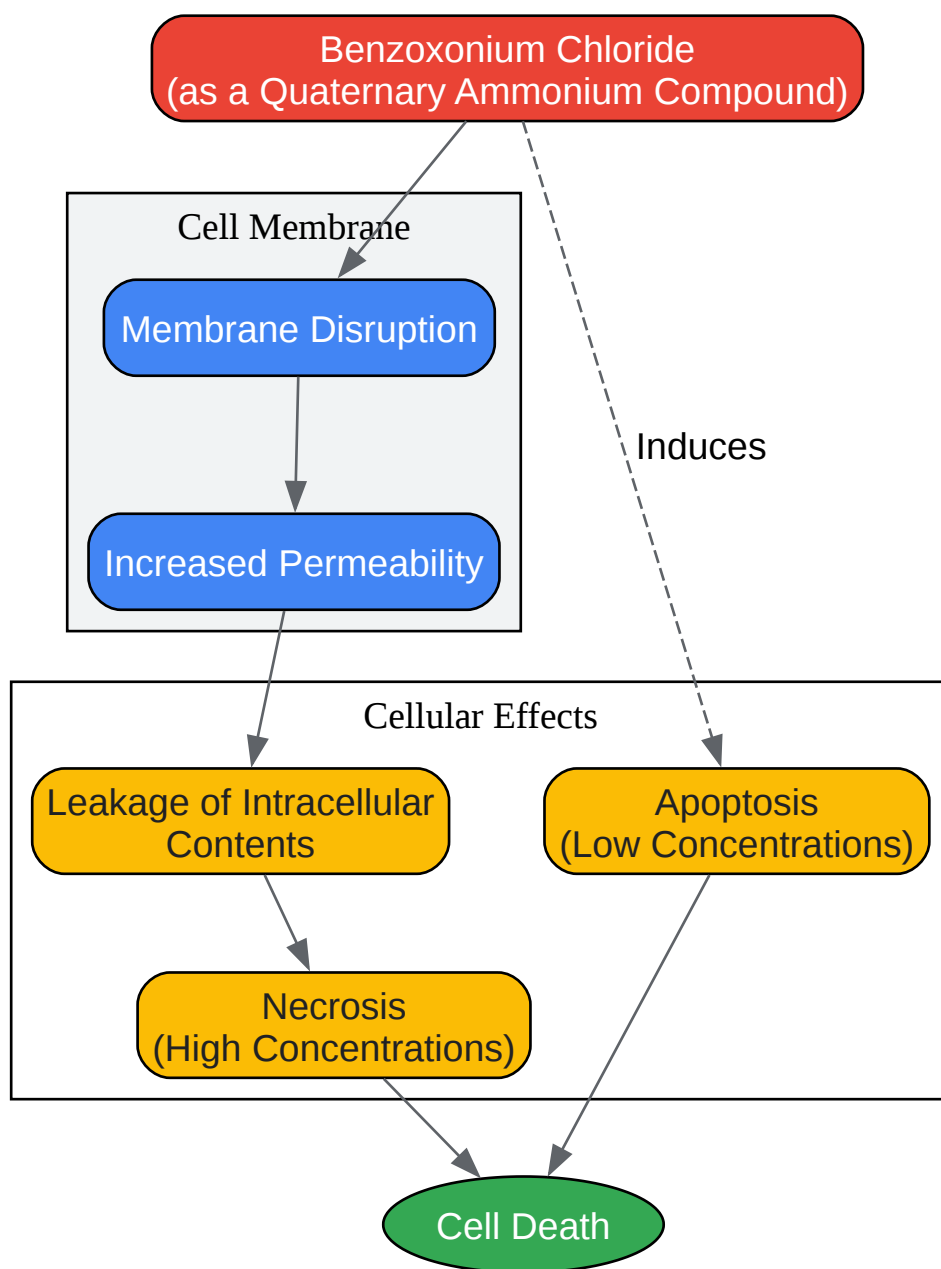 Benzoxonium Chloride
(as a Quaternary Ammonium Compound)
Cell Membrane
Membrane Disruption
Induces
Increased Permeability
Cellular Effects
Leakage of Intracellular
Contents
Apoptosis
(Low Concentrations)
Necrosis
(High Concentrations)
Cell Death